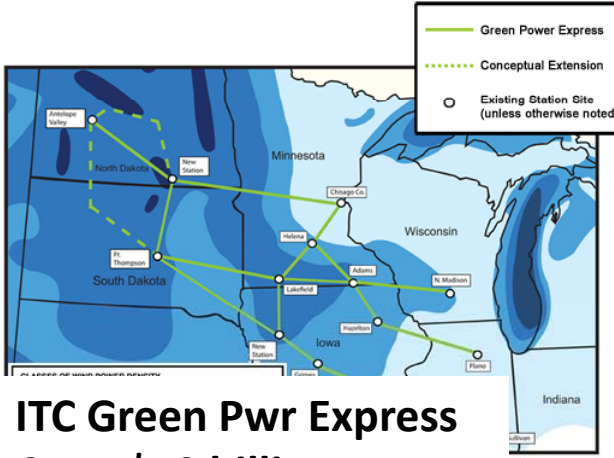 Green Power Express
Conceptual Extension
Existing Station Site
(unless otherwise noted
Antelope
Valley
North Dakota
New
Station
Minnesota
Chisago Co.
Wisconsin
Helena
Ft.
Thompson
South Dakota
Adams
N. Madison
Lakefield
Hazelton
New
Station
Iowa
Plano
Indiana
ITC Green Pwr Express